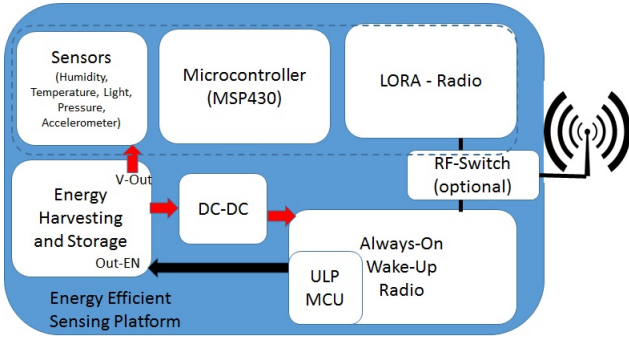 Sensors
(Humidity,
Temperature, Light,
Pressure,
Accelerometer)
Microcontroller
(MSP430)
LORA - Radio
RF-Switch
(optional)
V-Out
Energy
Harvesting
and Storage
Out-EN
DC-DC
Always-On
Wake-Up
Radio
ULP
MCU
Energy Efficient
Sensing Platform